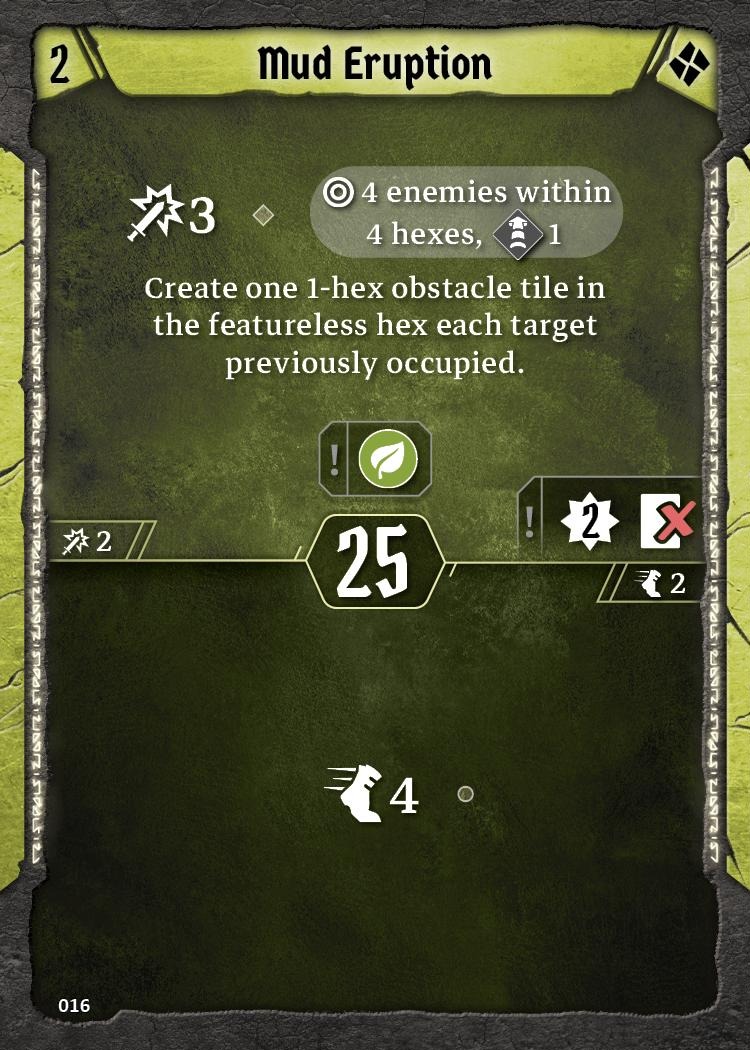 2
Mud Eruption
3
4 enemies within
4 hexes, 1
Create one 1-hex obstacle tile in
the featureless hex each target
previously occupied.
!
! 2
2
25
2
4
016